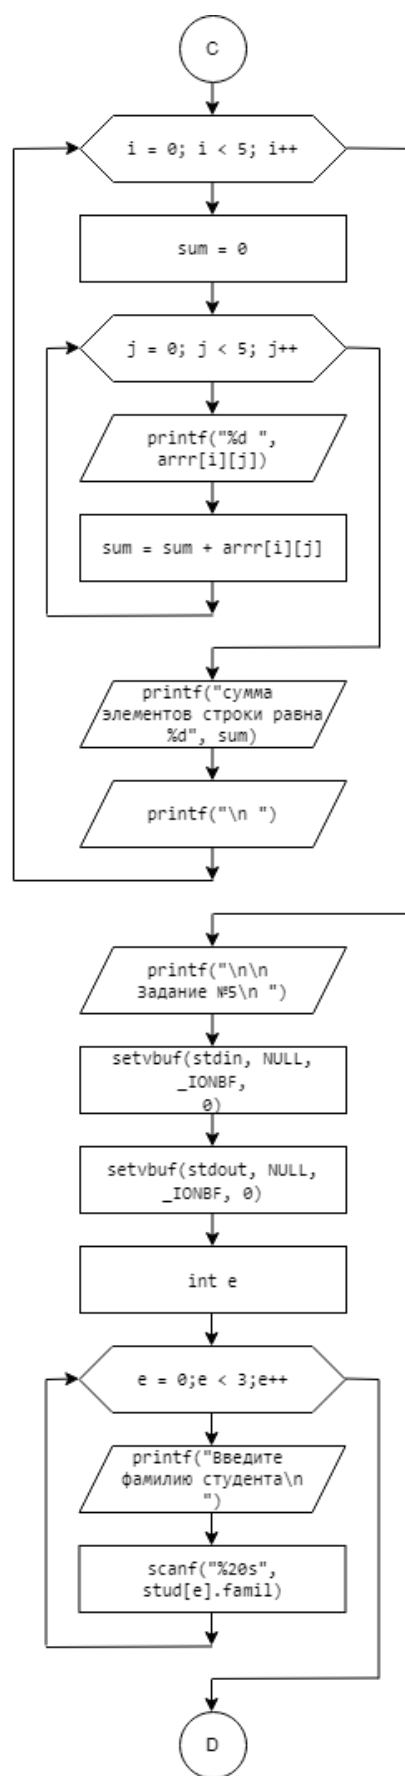 C
i = 0; i < 5; i++
sum = 0
j = 0; j < 5; j++
printf("%d ",
arrr[i][j])
sum = sum + arrr[i][j]
printf("сумма
элементов строки равна
%d", sum)
printf("\n ")
printf("\n\n
Задание №5\n ")
setvbuf(stdin, NULL,
_IONBF,
0)
setvbuf(stdout, NULL,
_IONBF, 0)
int e
e = 0;e < 3;e++
printf("Введите
фамилию студента\n
")
scanf("%20s",
stud[e].famil)
D